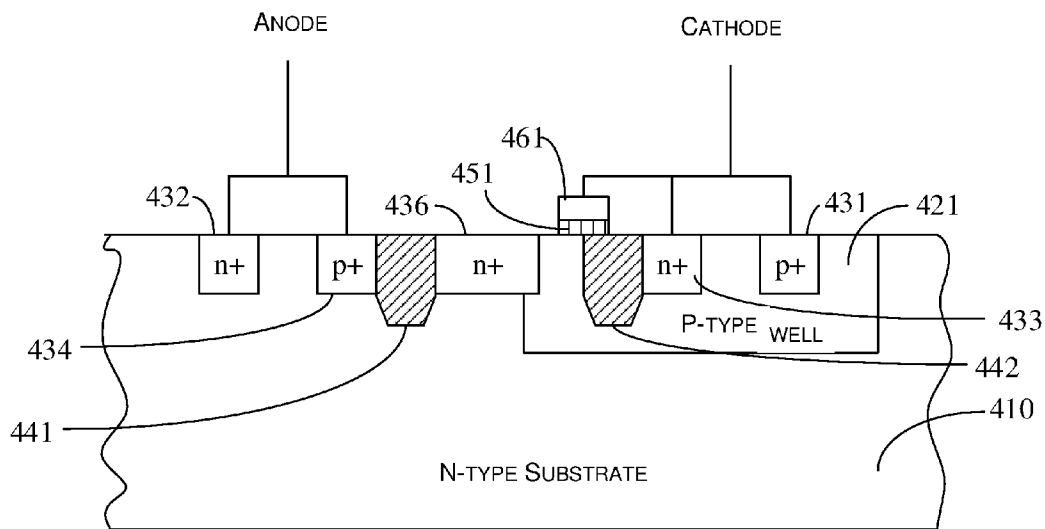 ANODE
CATHODE
461
451
432
436
431
421
n+
p+
n+
n+
p+
P-TYPE WELL
433
434
442
410
441
N-TYPE SUBSTRATE